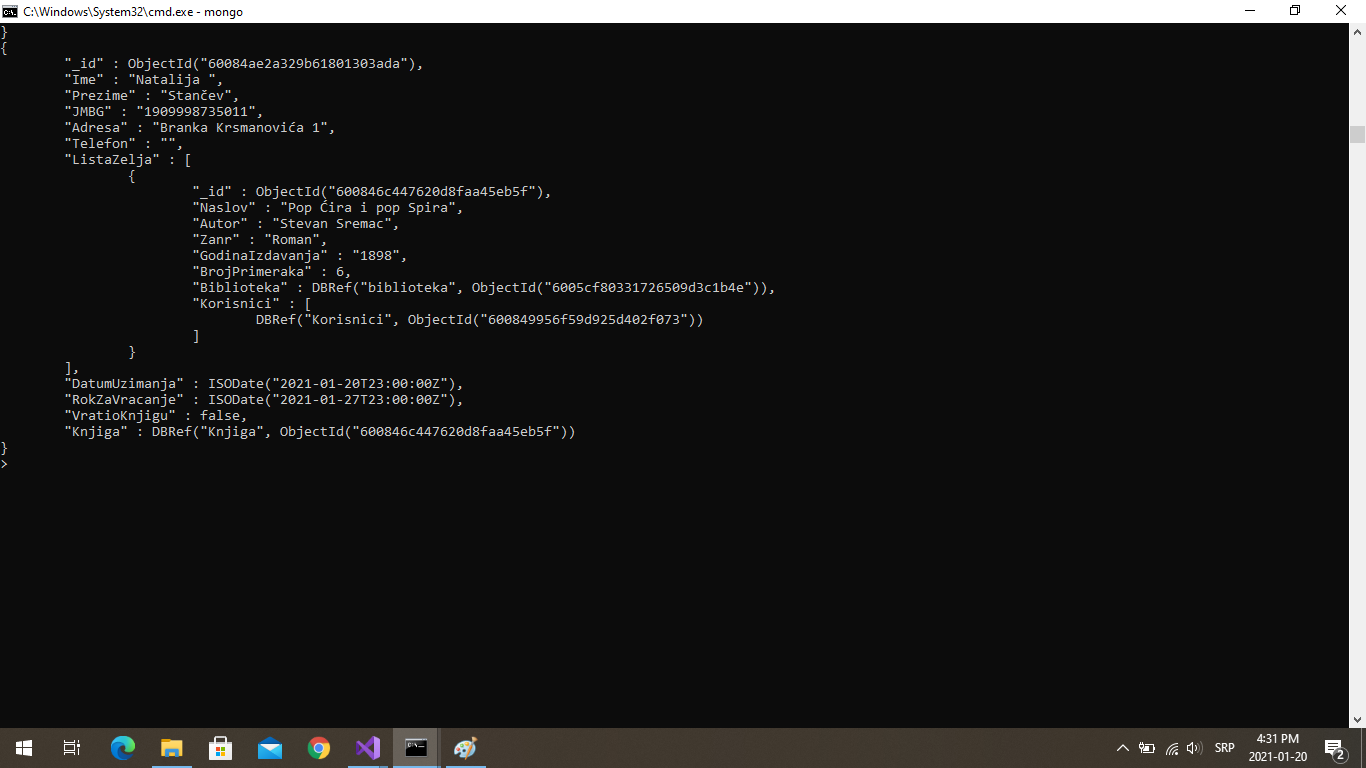 C:\Windows\System32\cmd.exe - mongo
}
{
"_id" : ObjectId("60084ae2a329b61801303ada"),
"Ime" : "Natalija ",
"Prezime" : "Stančev",
"JMBG" : "1909998735011",
"Adresa" : "Branka Krsmanovića 1",
"Telefon" : "",
"ListaZelja" : [
{
"_id" : ObjectId("600846c447620d8faa45eb5f"),
"Naslov" : "Pop Ćira i pop Spira",
"Autor" : "Stevan Sremac",
"Zanr" : "Roman",
"GodinaIzdavanja" : "1898",
"BrojPrimeraka" : 6,
"Biblioteka" : DBRef("biblioteka", ObjectId("6005cf80331726509d3c1b4e")),
"Korisnici" : [
DBRef("Korisnici", ObjectId("600849956f59d925d402f073"))
]
}
],
"DatumUzimanja" : ISODate("2021-01-20T23:00:00Z"),
"RokZaVracanje" : ISODate("2021-01-27T23:00:00Z"),
"VratioKnjigu" : false,
"Knjiga" : DBRef("Knjiga", ObjectId("600846c447620d8faa45eb5f"))
}
>
SRP
4:31 PM
2021-01-20
2